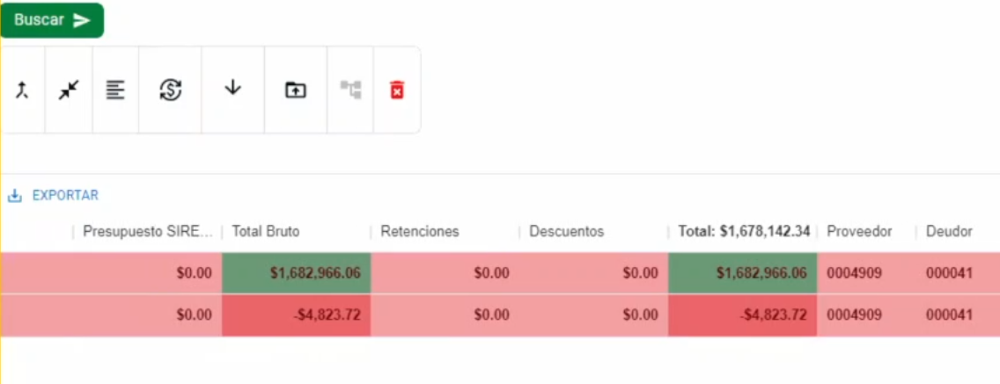 Buscar
EXPORTAR
Presupuesto SIRE... Total Bruto Retenciones Descuentos Total: $1,678,142.34 Proveedor Deudor
$0.00 $1,682,966.06 $0.00 $0.00 $1,682,966.06 0004909 000041
$0.00 -$4,823.72 $0.00 $0.00 -$4,823.72 0004909 000041